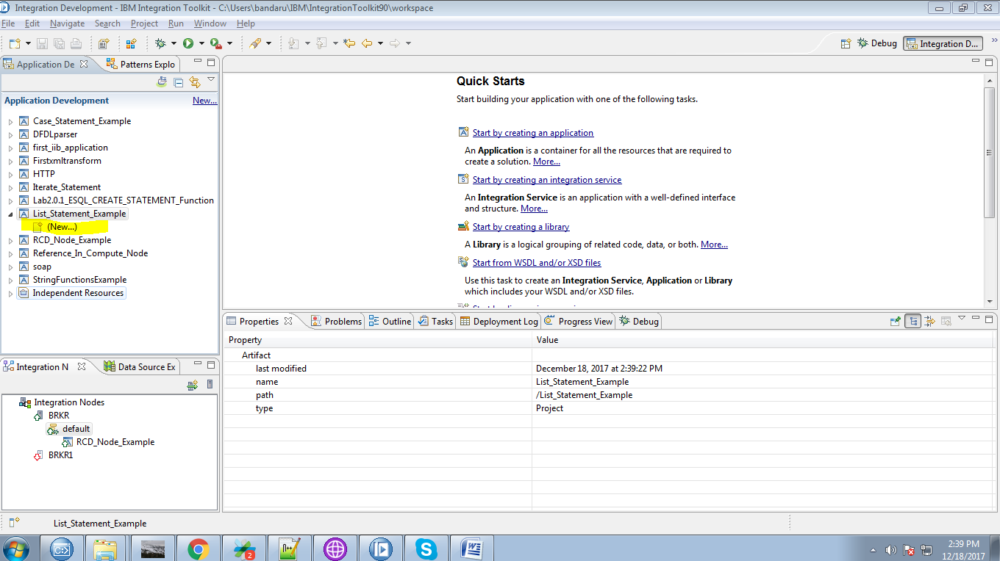 Integration Development - IBM Integration Toolkit - C:\Users\bandaru\IBM\IntegrationToolkit90\workspace
File Edit Navigate Search Project Run Window Help
Debug Integration D... »
Application De Patterns Explo
Application Development New...
Case_Statement_Example
DFDLparser
first_iib_application
Firstxmltransform
HTTP
Iterate_Statement
Lab2.0.1_ESQL_CREATE_STATEMENT_Function
List_Statement_Example
(New...)
RCD_Node_Example
Reference_In_Compute_Node
soap
StringFunctionsExample
Independent Resources
Quick Starts
Start building your application with one of the following tasks.
Start by creating an application
An Application is a container for all the resources that are required to
create a solution. More...
Start by creating an integration service
An Integration Service is an application with a well-defined interface
and structure. More...
Start by creating a library
A Library is a logical grouping of related code, data, or both. More...
Start from WSDL and/or XSD files
Use this task to create an Integration Service, Application or Library
which includes your WSDL and/or XSD files.
Properties Problems Outline Tasks Deployment Log Progress View Debug
Property Value
Artifact
last modified December 18, 2017 at 2:39:22 PM
name List_Statement_Example
path /List_Statement_Example
type Project
Integration N Data Source Ex
Integration Nodes
BRKR
default
RCD_Node_Example
BRKR1
List_Statement_Example
2
2:39 PM
12/18/2017